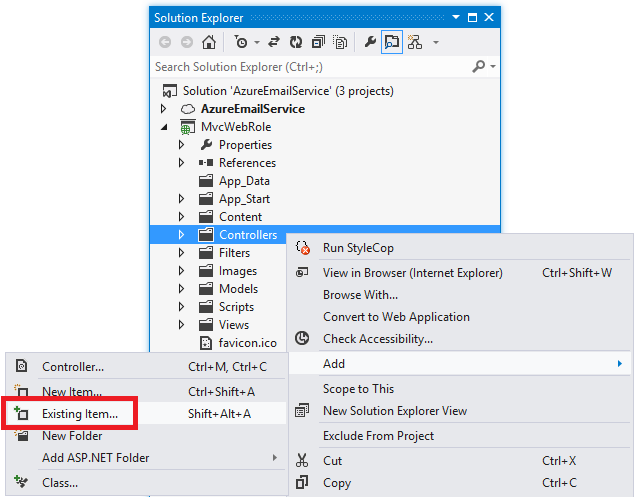 Solution Explorer
Search Solution Explorer (Ctrl+;)
Solution 'AzureEmailService' (3 projects)
AzureEmailService
MvcWebRole
Properties
References
App_Data
App_Start
Content
Controllers
Filters
Images
Models
Scripts
Views
favicon.ico
Run StyleCop
View in Browser (Internet Explorer) Ctrl+Shift+W
Browse With...
Convert to Web Application
Check Accessibility...
Add
Scope to This
New Solution Explorer View
Exclude From Project
Cut Ctrl+X
Copy Ctrl+C
Controller... Ctrl+M, Ctrl+C
New Item... Ctrl+Shift+A
Existing Item... Shift+Alt+A
New Folder
Add ASP.NET Folder
Class...